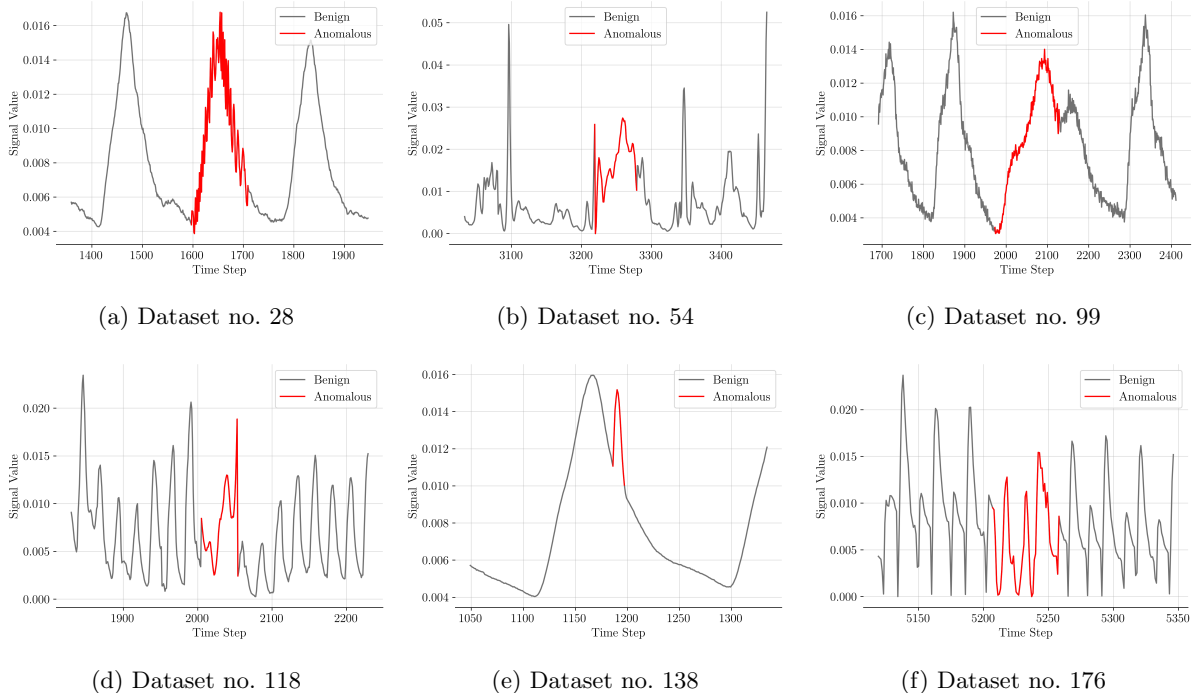 Benign
Anomalous
0.016
0.014
0.012
0.010
0.008
0.006
0.004
Signal Value
1400 1500 1600 1700 1800 1900
Time Step
(a) Dataset no. 28
Benign
Anomalous
0.05
0.04
0.03
0.02
0.01
0.00
Signal Value
3100 3200 3300 3400
Time Step
(b) Dataset no. 54
Benign
Anomalous
0.016
0.014
0.012
0.010
0.008
0.006
0.004
Signal Value
1700 1800 1900 2000 2100 2200 2300 2400
Time Step
(c) Dataset no. 99
Benign
Anomalous
0.020
0.015
0.010
0.005
0.000
Signal Value
1900 2000 2100 2200
Time Step
(d) Dataset no. 118
Benign
Anomalous
0.016
0.014
0.012
0.010
0.008
0.006
0.004
Signal Value
1050 1100 1150 1200 1250 1300
Time Step
(e) Dataset no. 138
Benign
Anomalous
0.020
0.015
0.010
0.005
0.000
Signal Value
5150 5200 5250 5300 5350
Time Step
(f) Dataset no. 176